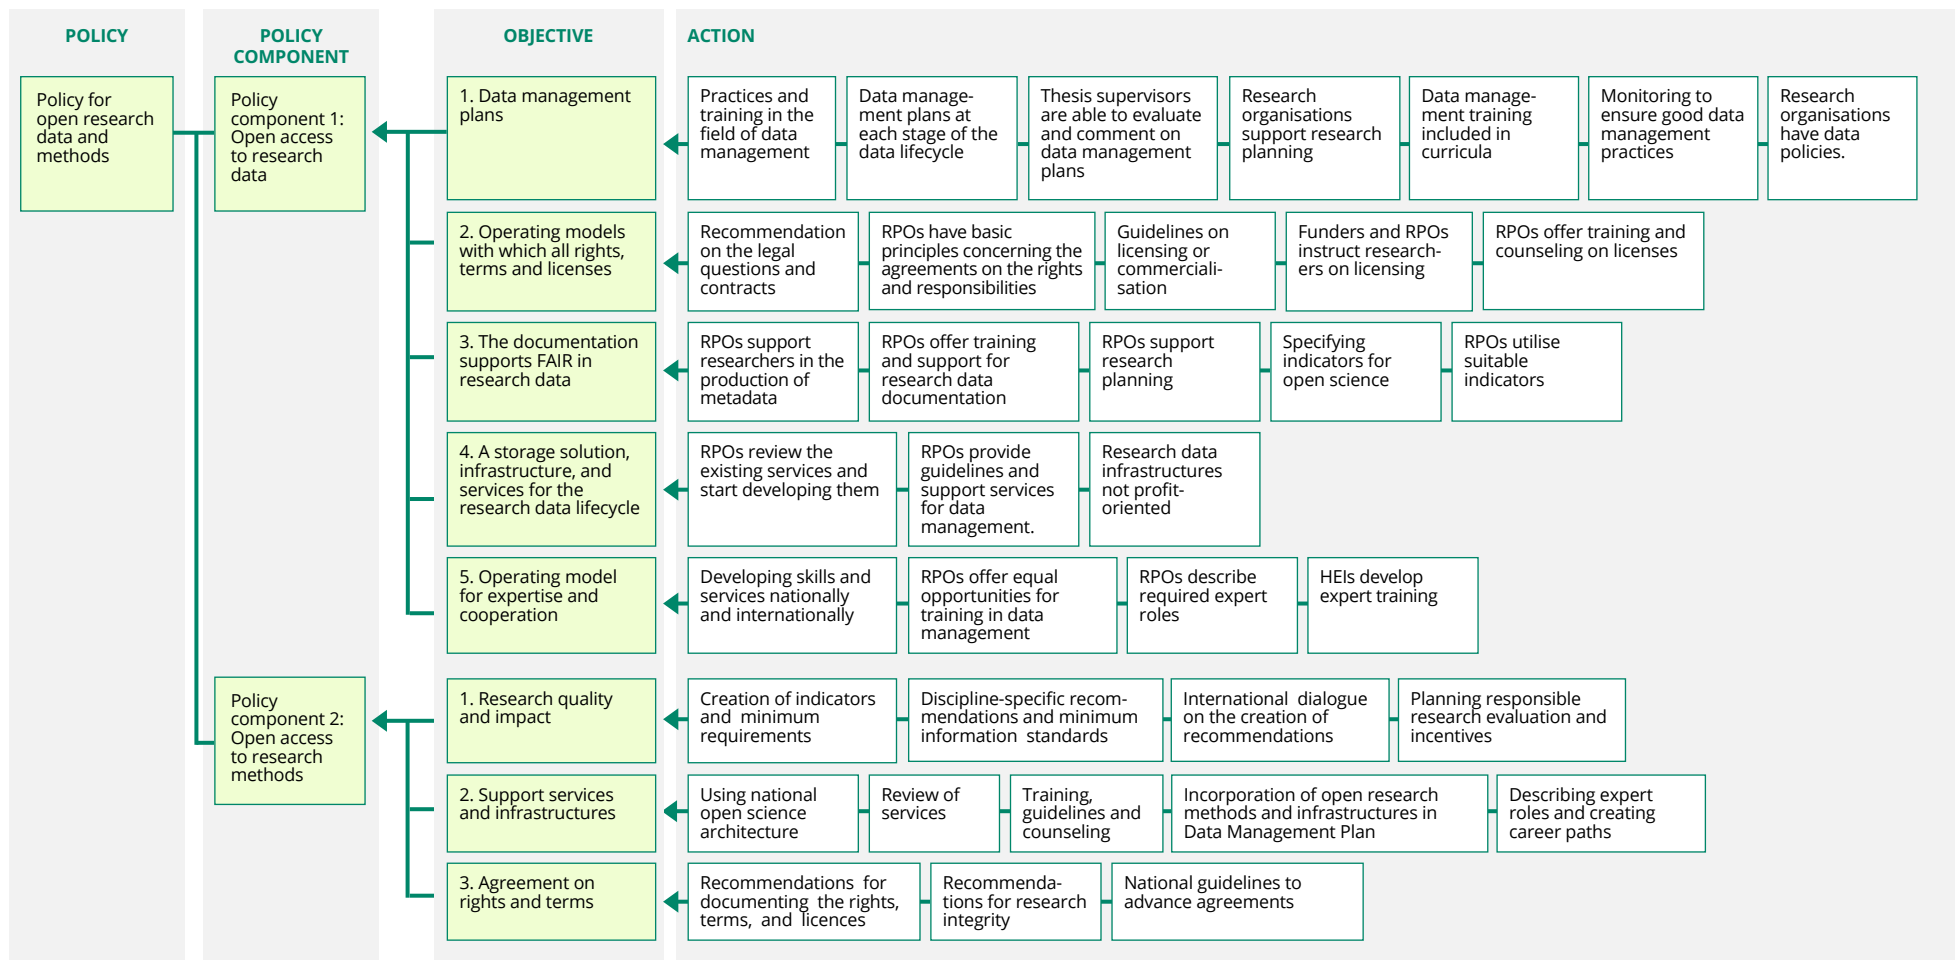 POLICY
POLICY
COMPONENT
OBJECTIVE
ACTION
Policy for
open research
data and
methods
Policy
component 1:
Open access
to research
data
1. Data management
plans
Practices and
training in the
field of data
management
Data manage-
ment plans at
each stage of the
data lifecycle
Thesis supervisors
are able to evaluate
and comment on
data management
plans
Research
organisations
support research
planning
Data manage-
ment training
included in
curricula
Monitoring to
ensure good data
management
practices
Research
organisations
have data
policies.
2. Operating models
with which all rights,
terms and licenses
Recommendation
on the legal
questions and
contracts
RPOs have basic
principles concerning the
agreements on the rights
and responsibilities
Guidelines on
licensing or
commerciali-
sation
Funders and RPOs
instruct research-
ers on licensing
RPOs offer training and
counseling on licenses
3. The documentation
supports FAIR in
research data
RPOs support
researchers in the
production of
metadata
RPOs offer training
and support for
research data
documentation
RPOs support
research
planning
Specifying
indicators for
open science
RPOs utilise
suitable
indicators
4. A storage solution,
infrastructure, and
services for the
research data lifecycle
RPOs review the
existing services and
start developing them
RPOs provide
guidelines and
support services
for data
management.
Research data
infrastructures
not profit-
oriented
5. Operating model
for expertise and
cooperation
Developing skills and
services nationally
and internationally
RPOs offer equal
opportunities for
training in data
management
RPOs describe
required expert
roles
HEIs develop
expert training
Policy
component 2:
Open access
to research
methods
1. Research quality
and impact
Creation of indicators
and minimum
requirements
Discipline-specific recom-
mendations and minimum
information standards
International dialogue
on the creation of
recommendations
Planning responsible
research evaluation and
incentives
2. Support services
and infrastructures
Using national
open science
architecture
Review of
services
Training,
guidelines and
counseling
Incorporation of open research
methods and infrastructures in
Data Management Plan
Describing expert
roles and creating
career paths
3. Agreement on
rights and terms
Recommendations for
documenting the rights,
terms, and licences
Recommenda-
tions for research
integrity
National guidelines to
advance agreements